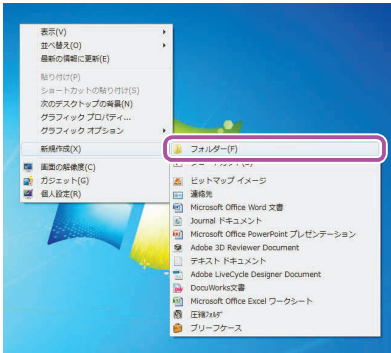 表示(V)
並べ替え(O)
最新の情報に更新(E)
貼り付け(P)
ショートカットの貼り付け(S)
次のデスクトップの背景(N)
グラフィック プロパティ...
グラフィック オプション
新規作成(X)
画面の解像度(C)
ガジェット(G)
個人設定(R)
フォルダー(F)
ビットマップ イメージ
連絡先
Microsoft Office Word 文書
Journal ドキュメント
Microsoft Office PowerPoint プレゼンテーション
Adobe 3D Reviewer Document
テキスト ドキュメント
Adobe LiveCycle Designer Document
DocuWorks文書
Microsoft Office Excel ワークシート
圧縮ﾌｫﾙﾀﾞ
ブリーフケース